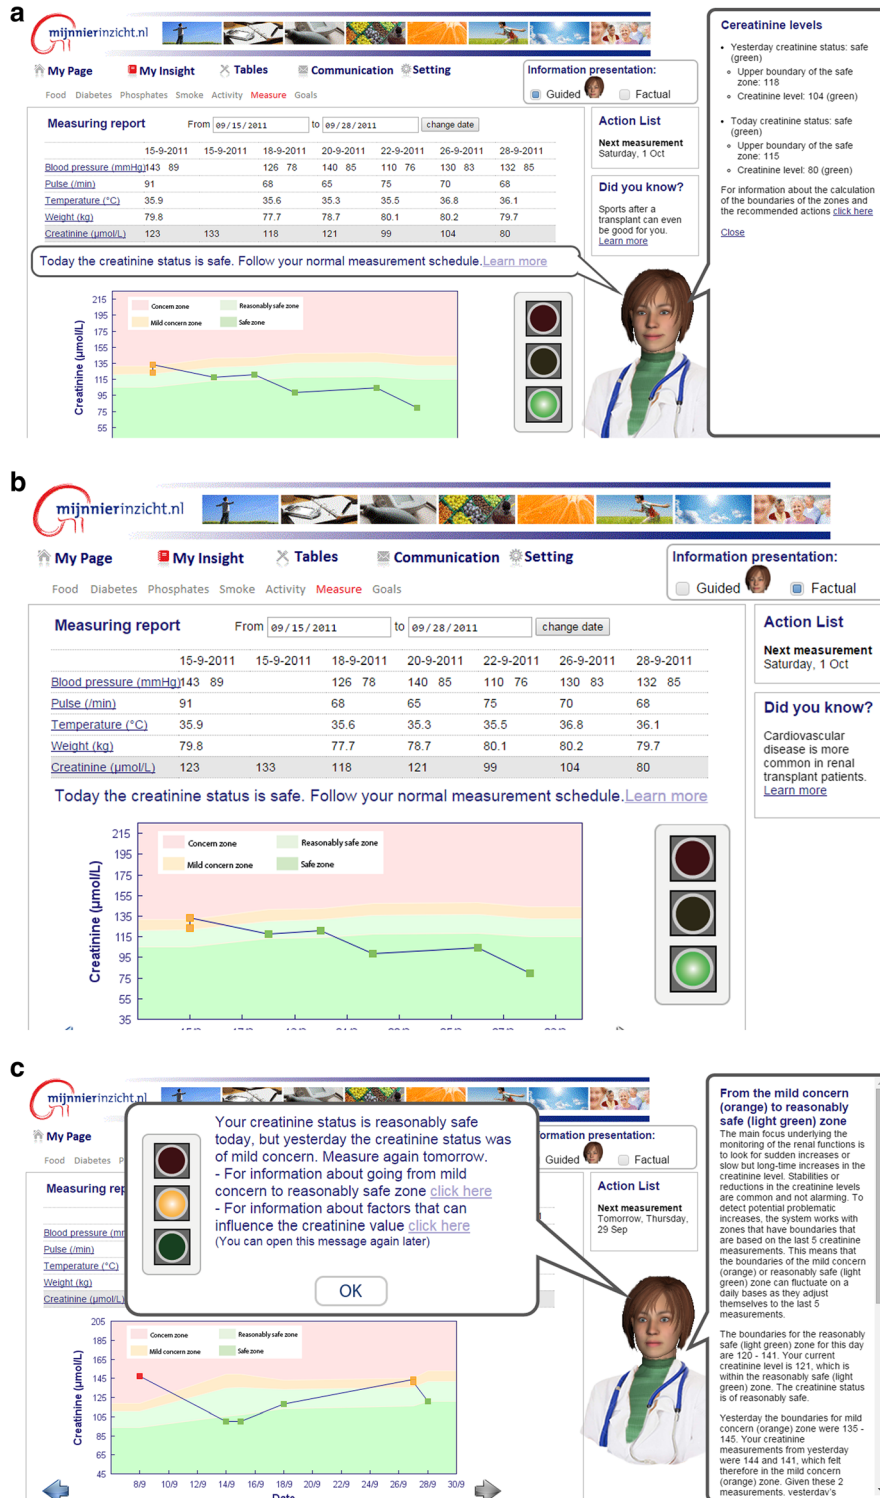 a
mijnnierinzicht.nl
My Page My Insight Tables Communication Setting
Food Diabetes Phosphates Smoke Activity Measure Goals
Information presentation:
Guided Factual
Measuring report From 09/15/2011 to 09/28/2011 change date
15-9-2011 15-9-2011 18-9-2011 20-9-2011 22-9-2011 26-9-2011 28-9-2011
Blood pressure (mmHg) 143 89 126 78 140 85 110 76 130 83 132 85
Pulse (/min) 91 68 65 75 70 68
Temperature (°C) 35.9 35.6 35.3 35.5 36.8 36.1
Weight (kg) 79.8 77.7 78.7 80.1 80.2 79.7
Creatinine (µmol/L) 123 133 118 121 99 104 80
Today the creatinine status is safe. Follow your normal measurement schedule. Learn more
Action List
Next measurement
Saturday, 1 Oct
Did you know?
Sports after a
transplant can even
be good for you.
Learn more
Cereatinine levels
• Yesterday creatinine status: safe
(green)
○ Upper boundary of the safe
zone: 118
○ Creatinine level: 104 (green)
• Today creatinine status: safe
(green)
○ Upper boundary of the safe
zone: 115
○ Creatinine level: 80 (green)
For information about the calculation
of the boundaries of the zones and
the recommended actions click here
Close
Creatinine (µmol/L)
215
195
175
155
135
115
95
75
55
Concern zone Reasonably safe zone
Mild concern zone Safe zone
b
mijnnierinzicht.nl
My Page My Insight Tables Communication Setting
Food Diabetes Phosphates Smoke Activity Measure Goals
Information presentation:
Guided Factual
Measuring report From 09/15/2011 to 09/28/2011 change date
15-9-2011 15-9-2011 18-9-2011 20-9-2011 22-9-2011 26-9-2011 28-9-2011
Blood pressure (mmHg) 143 89 126 78 140 85 110 76 130 83 132 85
Pulse (/min) 91 68 65 75 70 68
Temperature (°C) 35.9 35.6 35.3 35.5 36.8 36.1
Weight (kg) 79.8 77.7 78.7 80.1 80.2 79.7
Creatinine (µmol/L) 123 133 118 121 99 104 80
Today the creatinine status is safe. Follow your normal measurement schedule. Learn more
Action List
Next measurement
Saturday, 1 Oct
Did you know?
Cardiovascular
disease is more
common in renal
transplant patients.
Learn more
Creatinine (µmol/L)
215
195
175
155
135
115
95
75
55
35
Concern zone Reasonably safe zone
Mild concern zone Safe zone
c
mijnnierinzicht.nl
My Page
Food Diabetes P
Guided Factual
Measuring rep
Blood pressure (mm
Pulse (/min)
Temperature (°C)
Weight (kg)
Creatinine (µmol/L)
Your creatinine status is reasonably safe
today, but yesterday the creatinine status was
of mild concern. Measure again tomorrow.
- For information about going from mild
concern to reasonably safe zone click here
- For information about factors that can
influence the creatinine value click here
(You can open this message again later)
OK
ormation presentation:
Action List
Next measurement
Tomorrow, Thursday,
29 Sep
From the mild concern
(orange) to reasonably
safe (light green) zone
The main focus underlying the
monitoring of the renal functions is
to look for sudden increases or
slow but long-time increases in the
creatinine level. Stabilities or
reductions in the creatinine levels
are common and not alarming. To
detect potential problematic
increases, the system works with
zones that have boundaries that
are based on the last 5 creatinine
measurements. This means that
the boundaries of the mild concern
(orange) or reasonably safe (light
green) zone can fluctuate on a
daily bases as they adjust
themselves to the last 5
measurements.
The boundaries for the reasonably
safe (light green) zone for this day
are 120 - 141. Your current
creatinine level is 121, which is
within the reasonably safe (light
green) zone. The creatinine status
is of reasonably safe.
Yesterday the boundaries for mild
concern (orange) zone were 135 -
145. Your creatinine
measurements from yesterday
were 144 and 141, which felt
therefore in the mild concern
(orange) zone. Given these 2
measurements, yesterday's
Creatinine (µmol/L)
205
185
165
145
125
105
85
65
45
Concern zone Reasonably safe zone
Mild concern zone Safe zone
8/9 10/9 12/9 14/9 16/9 18/9 20/9 22/9 24/9 26/9 28/9 30/9
Date